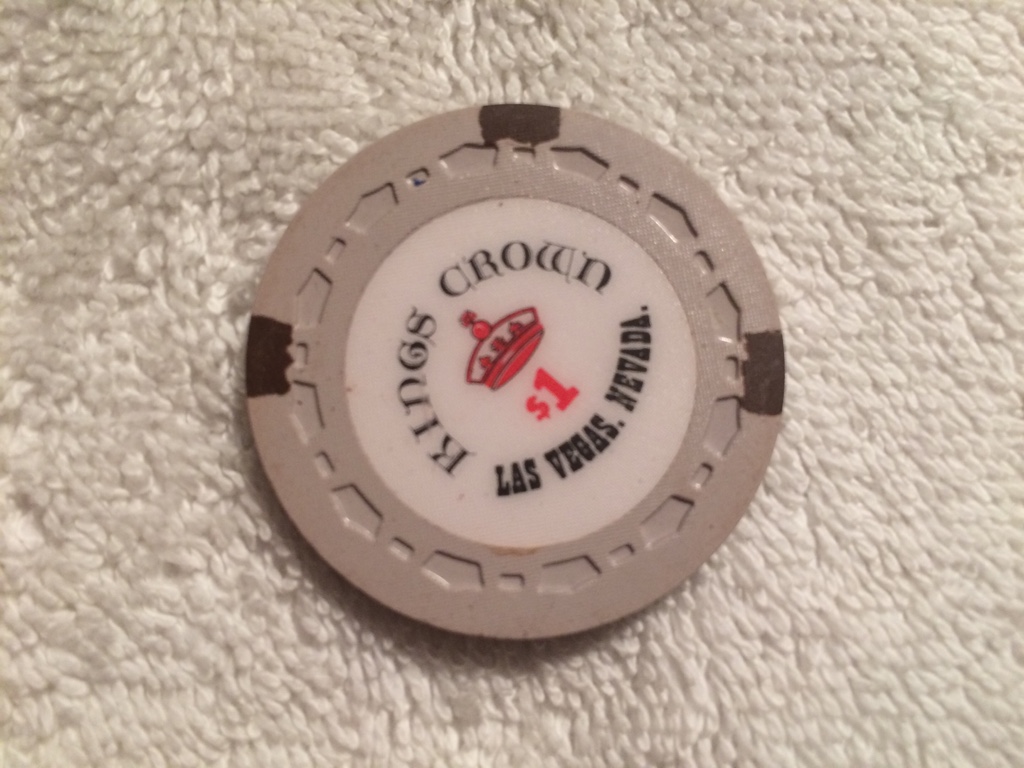 KINGS CROWN
$1
LAS VEGAS, NEVADA.